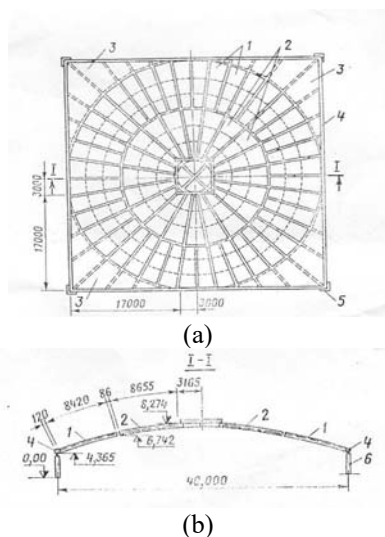 3 1 2 3
4
I I
3000
17000
3 17000 3000 5
(a)
I-I
120 8420 86 8655 3165
8,274
4 1 2 6,742 2 1 4
0,00 4,365 6
40,000
(b)